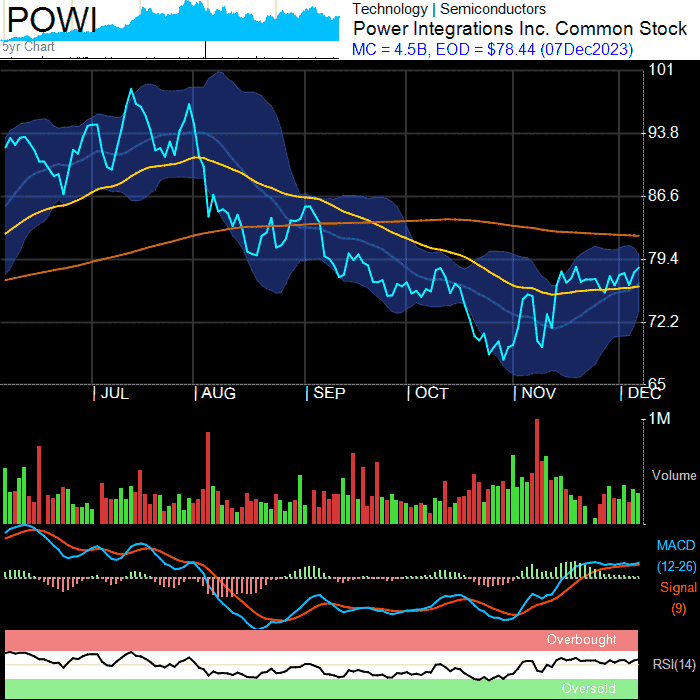 POWI
5yr Chart
Technology | Semiconductors
Power Integrations Inc. Common Stock
MC = 4.5B, EOD = $78.44 (07Dec2023)
101
93.8
86.6
79.4
72.2
65
| JUL | AUG | SEP | OCT | NOV | DEC
1M
Volume
MACD
(12-26)
Signal
(9)
Overbought
RSI(14)
Oversold